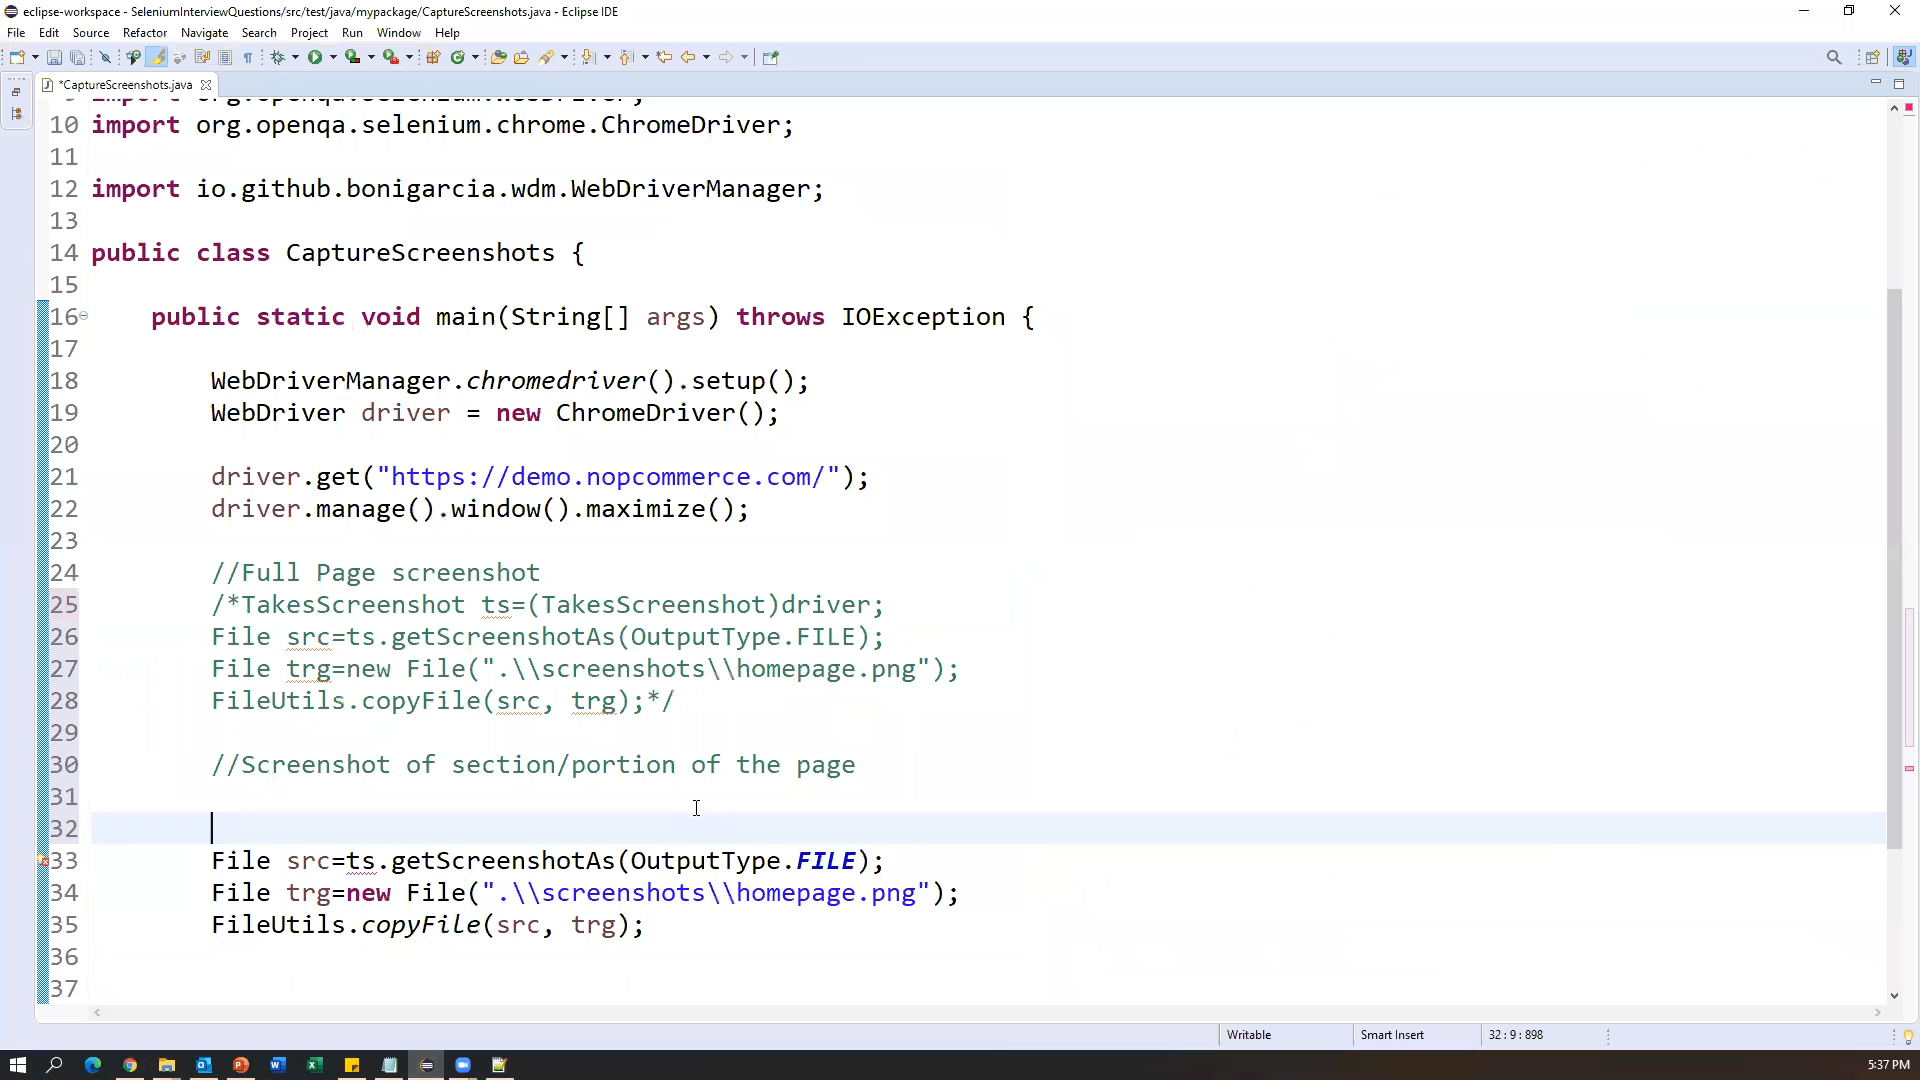 eclipse-workspace - SeleniumInterviewQuestions/src/test/java/mypackage/CaptureScreenshots.java - Eclipse IDE
File Edit Source Refactor Navigate Search Project Run Window Help
*CaptureScreenshots.java
9 import org.openqa.selenium.WebDriver;
10 import org.openqa.selenium.chrome.ChromeDriver;
11
12 import io.github.bonigarcia.wdm.WebDriverManager;
13
14 public class CaptureScreenshots {
15
16 public static void main(String[] args) throws IOException {
17
18 WebDriverManager.chromedriver().setup();
19 WebDriver driver = new ChromeDriver();
20
21 driver.get("https://demo.nopcommerce.com/");
22 driver.manage().window().maximize();
23
24 //Full Page screenshot
25 /*TakesScreenshot ts=(TakesScreenshot)driver;
26 File src=ts.getScreenshotAs(OutputType.FILE);
27 File trg=new File(".\\screenshots\\homepage.png");
28 FileUtils.copyFile(src, trg);*/
29
30 //Screenshot of section/portion of the page
31
32
33 File src=ts.getScreenshotAs(OutputType.FILE);
34 File trg=new File(".\\screenshots\\homepage.png");
35 FileUtils.copyFile(src, trg);
36
37
Writable Smart Insert 32 : 9 : 898
5:37 PM